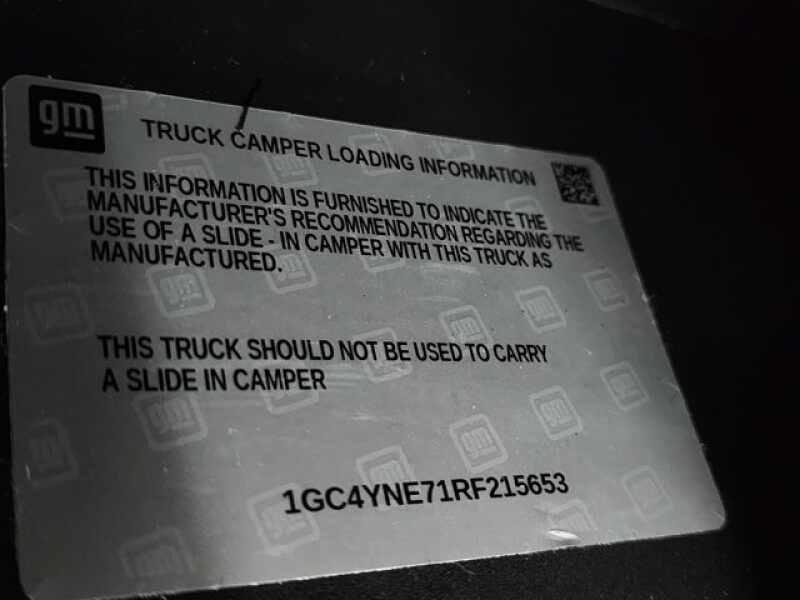 gm
TRUCK CAMPER LOADING INFORMATION
THIS INFORMATION IS FURNISHED TO INDICATE THE
MANUFACTURER'S RECOMMENDATION REGARDING THE
USE OF A SLIDE - IN CAMPER WITH THIS TRUCK AS
MANUFACTURED.
THIS TRUCK SHOULD NOT BE USED TO CARRY
A SLIDE IN CAMPER
1GC4YNE71RF215653